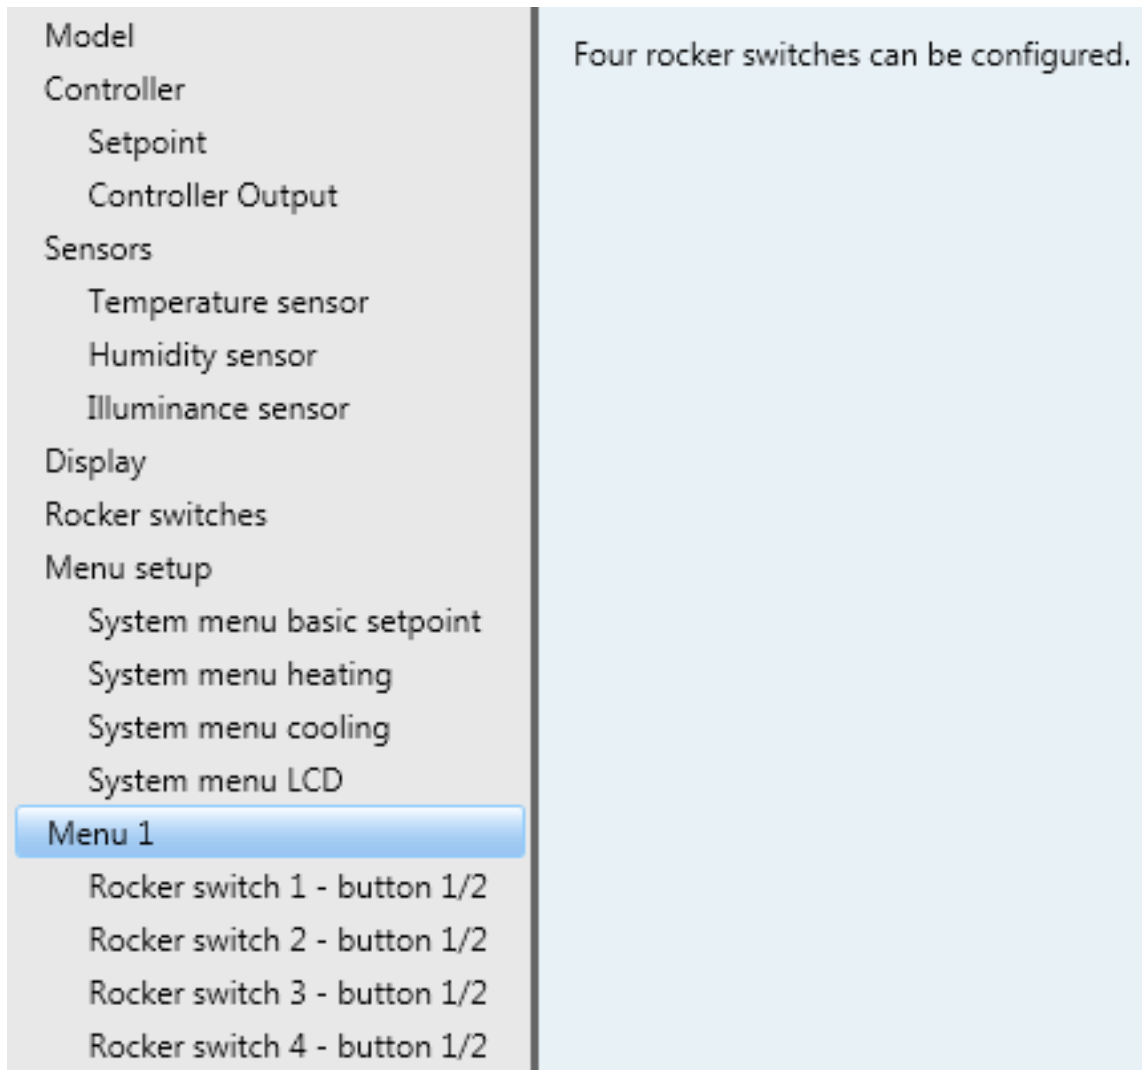 Model
Controller
Setpoint
Controller Output
Sensors
Temperature sensor
Humidity sensor
Illuminance sensor
Display
Rocker switches
Menu setup
System menu basic setpoint
System menu heating
System menu cooling
System menu LCD
Menu 1
Rocker switch 1 - button 1/2
Rocker switch 2 - button 1/2
Rocker switch 3 - button 1/2
Rocker switch 4 - button 1/2
Four rocker switches can be configured.